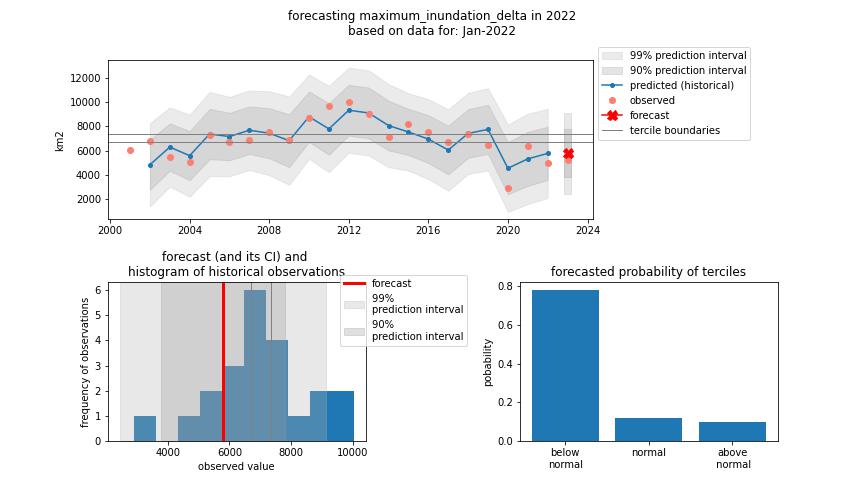 forecasting maximum_inundation_delta in 2022
based on data for: Jan-2022
99% prediction interval
90% prediction interval
predicted (historical)
observed
forecast
tercile boundaries
km2
12000
10000
8000
6000
4000
2000
2000
2004
2008
2012
2016
2020
2024
forecast (and its CI) and
histogram of historical observations
forecast
99%
prediction interval
90%
prediction interval
frequency of observations
6
5
4
3
2
1
0
4000
6000
8000
10000
observed value
forecasted probability of terciles
pobability
0.8
0.6
0.4
0.2
0.0
below
normal
normal
above
normal